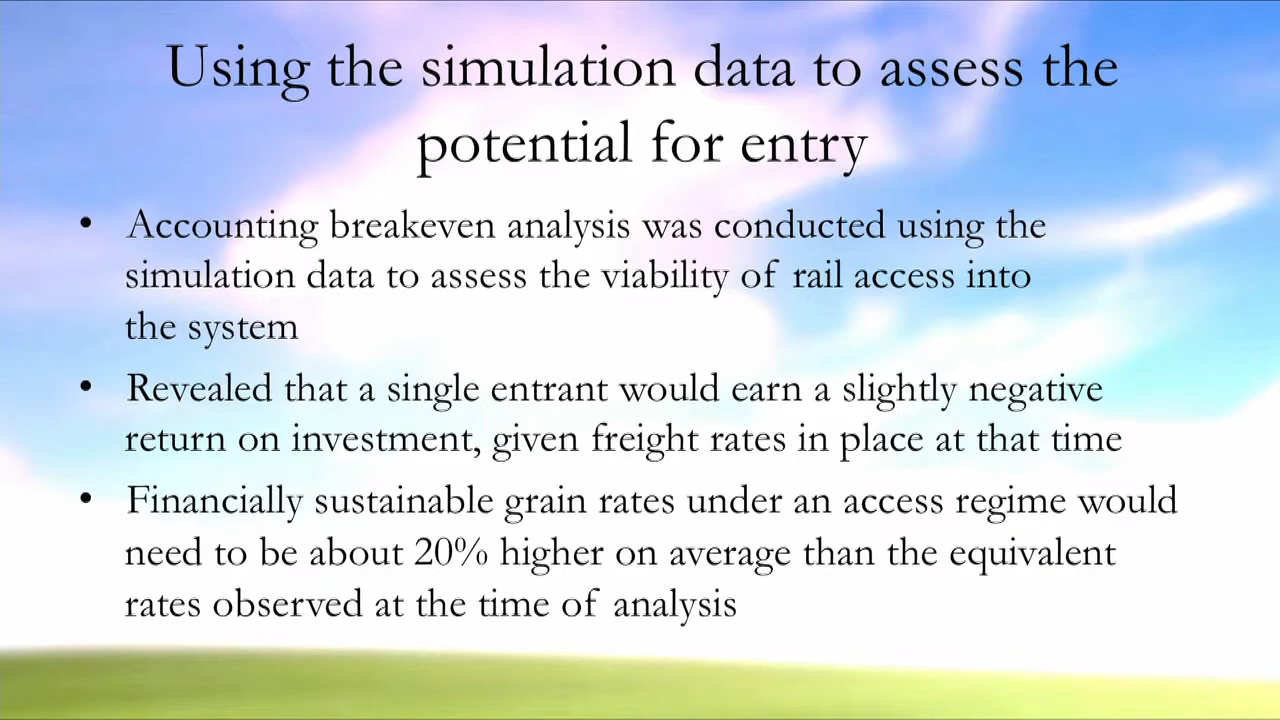 Using the simulation data to assess the
potential for entry
• Accounting breakeven analysis was conducted using the
simulation data to assess the viability of rail access into
the system
• Revealed that a single entrant would earn a slightly negative
return on investment, given freight rates in place at that time
• Financially sustainable grain rates under an access regime would
need to be about 20% higher on average than the equivalent
rates observed at the time of analysis